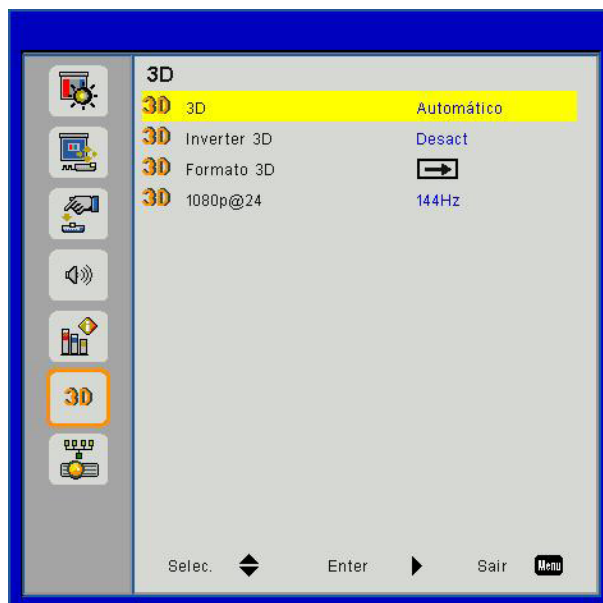 3D
3D 3D Automático
3D Inverter 3D Desact
3D Formato 3D
3D 1080p@24 144Hz
3D
Selec. Enter Sair Menu